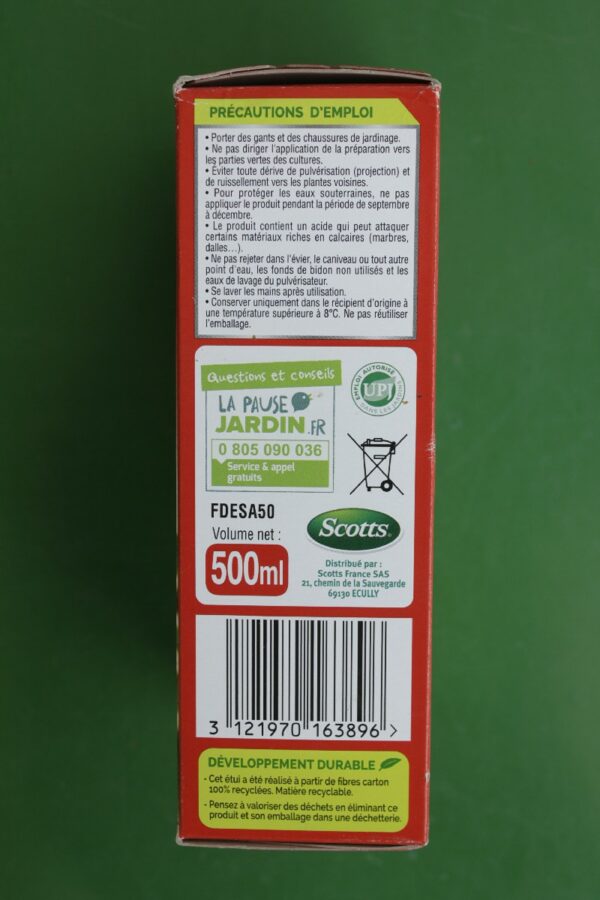 PRÉCAUTIONS D'EMPLOI
• Porter des gants et des chaussures de jardinage.
• Ne pas diriger l'application de la préparation vers
les parties vertes des cultures.
• Éviter toute dérive de pulvérisation (projection) et
de ruissellement vers les plantes voisines.
• Pour protéger les eaux souterraines, ne pas
appliquer le produit pendant la période de septembre
à décembre.
• Le produit contient un acide qui peut attaquer
certains matériaux riches en calcaires (marbres,
dalles...).
• Ne pas rejeter dans l'évier, le caniveau ou tout autre
point d'eau, les fonds de bidon non utilisés et les
eaux de lavage du pulvérisateur.
• Se laver les mains après utilisation.
• Conserver uniquement dans le récipient d'origine à
une température supérieure à 8°C. Ne pas réutiliser
l'emballage.
Questions et conseils
LA PAUSE
JARDIN.FR
0 805 090 036
Service & appel
gratuits
EMPLOI AUTORISÉ
UPJ
DANS LES JARDINS
FDESA50
Volume net :
500ml
Scotts
Distribué par :
Scotts France SAS
21, chemin de la Sauvegarde
69130 ECULLY
3 121970 163896 >
DÉVELOPPEMENT DURABLE
- Cet étui a été réalisé à partir de fibres carton
100% recyclées. Matière recyclable.
- Pensez à valoriser des déchets en éliminant ce
produit et son emballage dans une déchetterie.